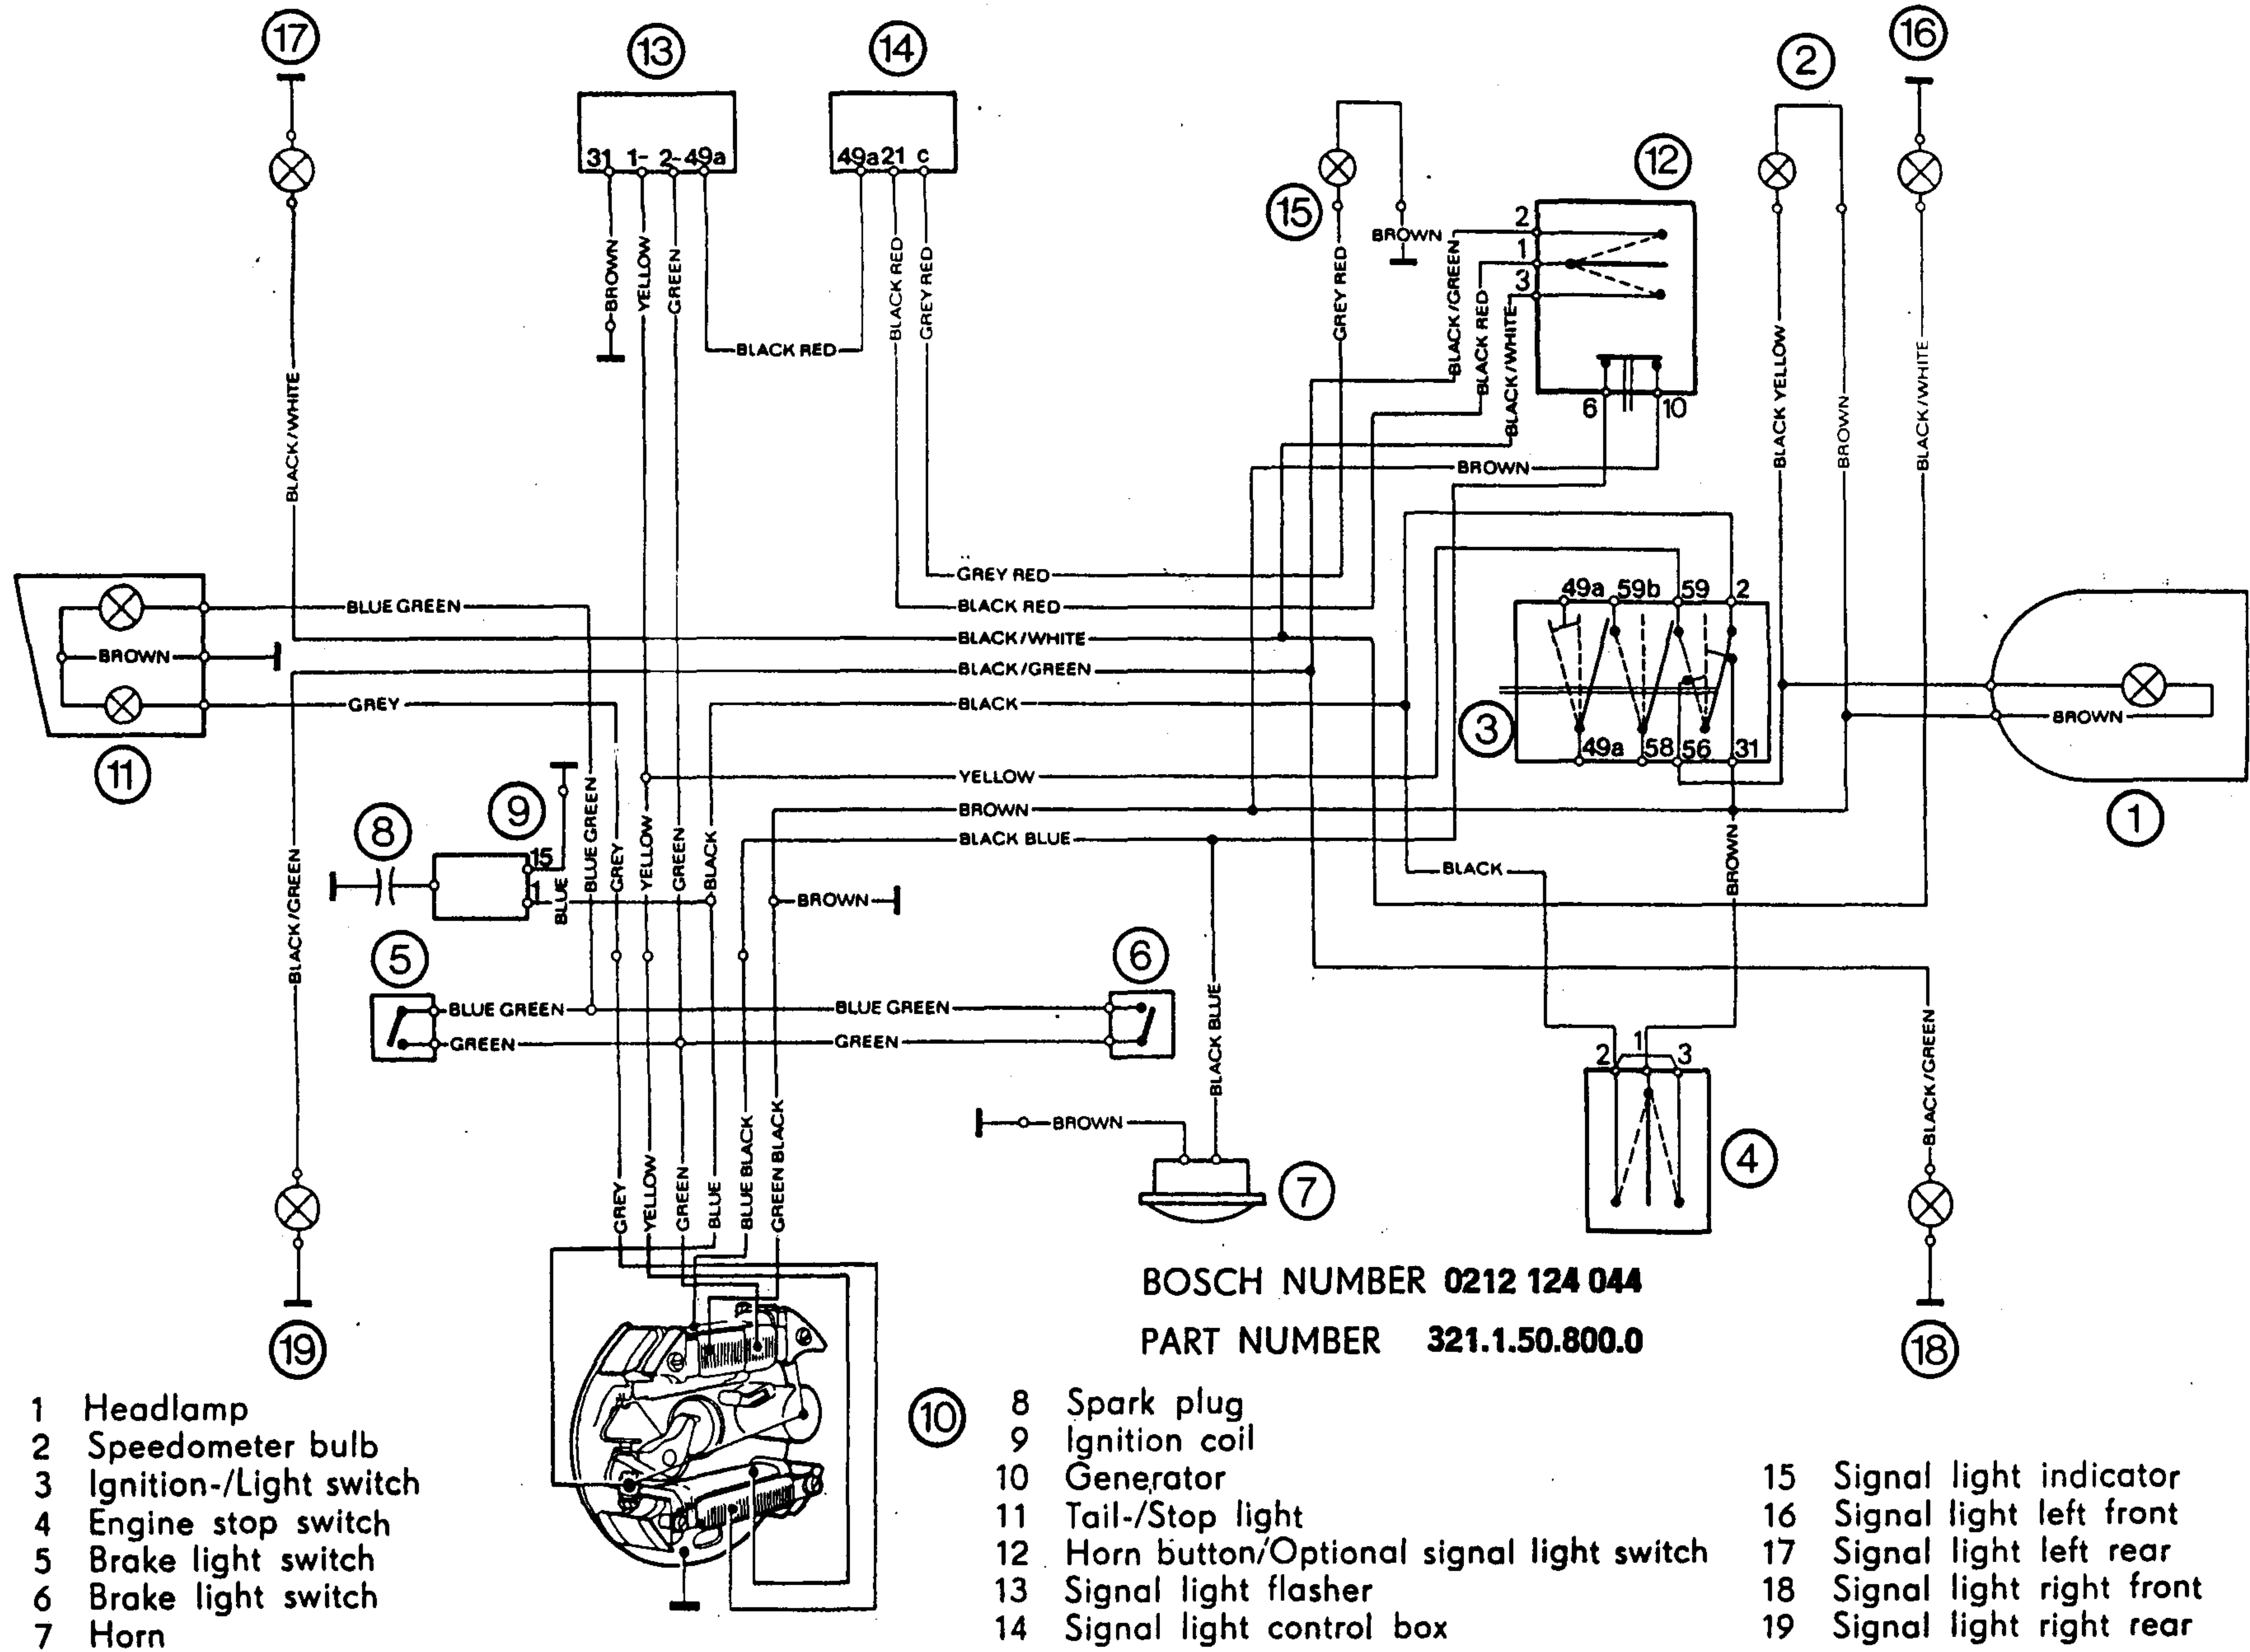 17
13
14
16
2
12
15
31 1- 2- 49a
49a 21 c
BROWN
YELLOW
GREEN
BLACK RED
BLACK RED
GREY RED
GREY RED
BROWN
BLACK/GREEN
BLACK RED
BLACK/WHITE
2
1
3
6 10
BROWN
BLACK YELLOW
BROWN
BLACK/WHITE
BLACK/WHITE
GREY RED
BLACK RED
BLACK/WHITE
BLACK/GREEN
BLACK
YELLOW
BROWN
BLACK BLUE
BLUE GREEN
BROWN
GREY
11
49a 59b 59 2
49a 58 56 31
3
BROWN
1
8
9
15
1
BLUE
BLUE GREEN
GREY
YELLOW
GREEN
BLACK
BROWN
BLACK
BROWN
BLACK/GREEN
5
BLUE GREEN
GREEN
BLUE GREEN
GREEN
6
BLACK BLUE
BROWN
7
2 1 3
4
BLACK/GREEN
GREY
YELLOW
GREEN
BLUE
BLUE BLACK
GREEN BLACK
19
18
10
BOSCH NUMBER 0212 124 044
PART NUMBER 321.1.50.800.0
1 Headlamp
2 Speedometer bulb
3 Ignition-/Light switch
4 Engine stop switch
5 Brake light switch
6 Brake light switch
7 Horn
8 Spark plug
9 Ignition coil
10 Generator
11 Tail-/Stop light
12 Horn button/Optional signal light switch
13 Signal light flasher
14 Signal light control box
15 Signal light indicator
16 Signal light left front
17 Signal light left rear
18 Signal light right front
19 Signal light right rear